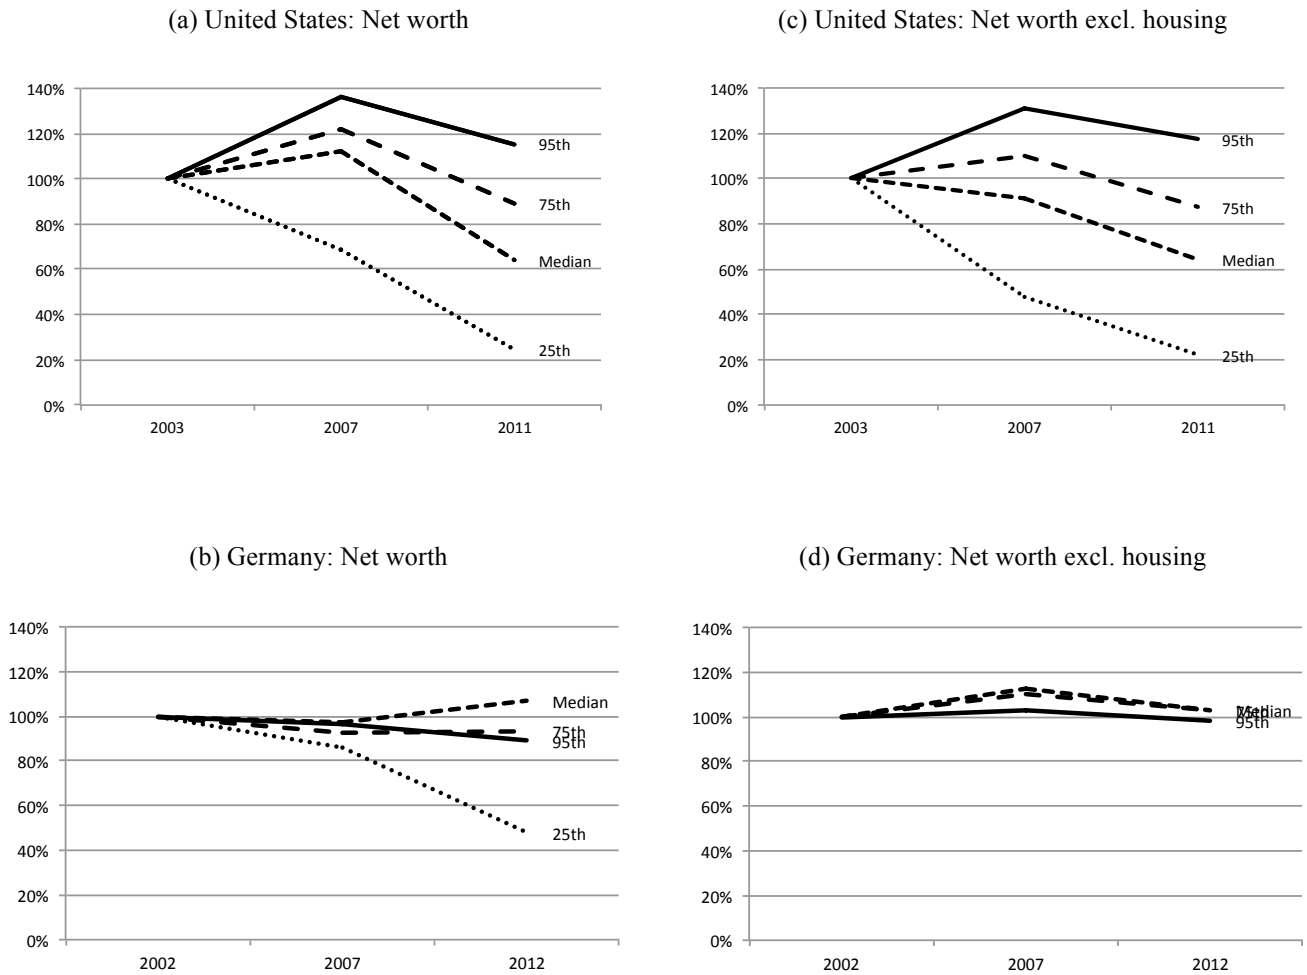 (a) United States: Net worth
140%
120%
100%
80%
60%
40%
20%
0%
95th
75th
Median
25th
2003 2007 2011
(c) United States: Net worth excl. housing
140%
120%
100%
80%
60%
40%
20%
0%
95th
75th
Median
25th
2003 2007 2011
(b) Germany: Net worth
140%
120%
100%
80%
60%
40%
20%
0%
Median
75th
95th
25th
2002 2007 2012
(d) Germany: Net worth excl. housing
140%
120%
100%
80%
60%
40%
20%
0%
Median
75th
95th
2002 2007 2012